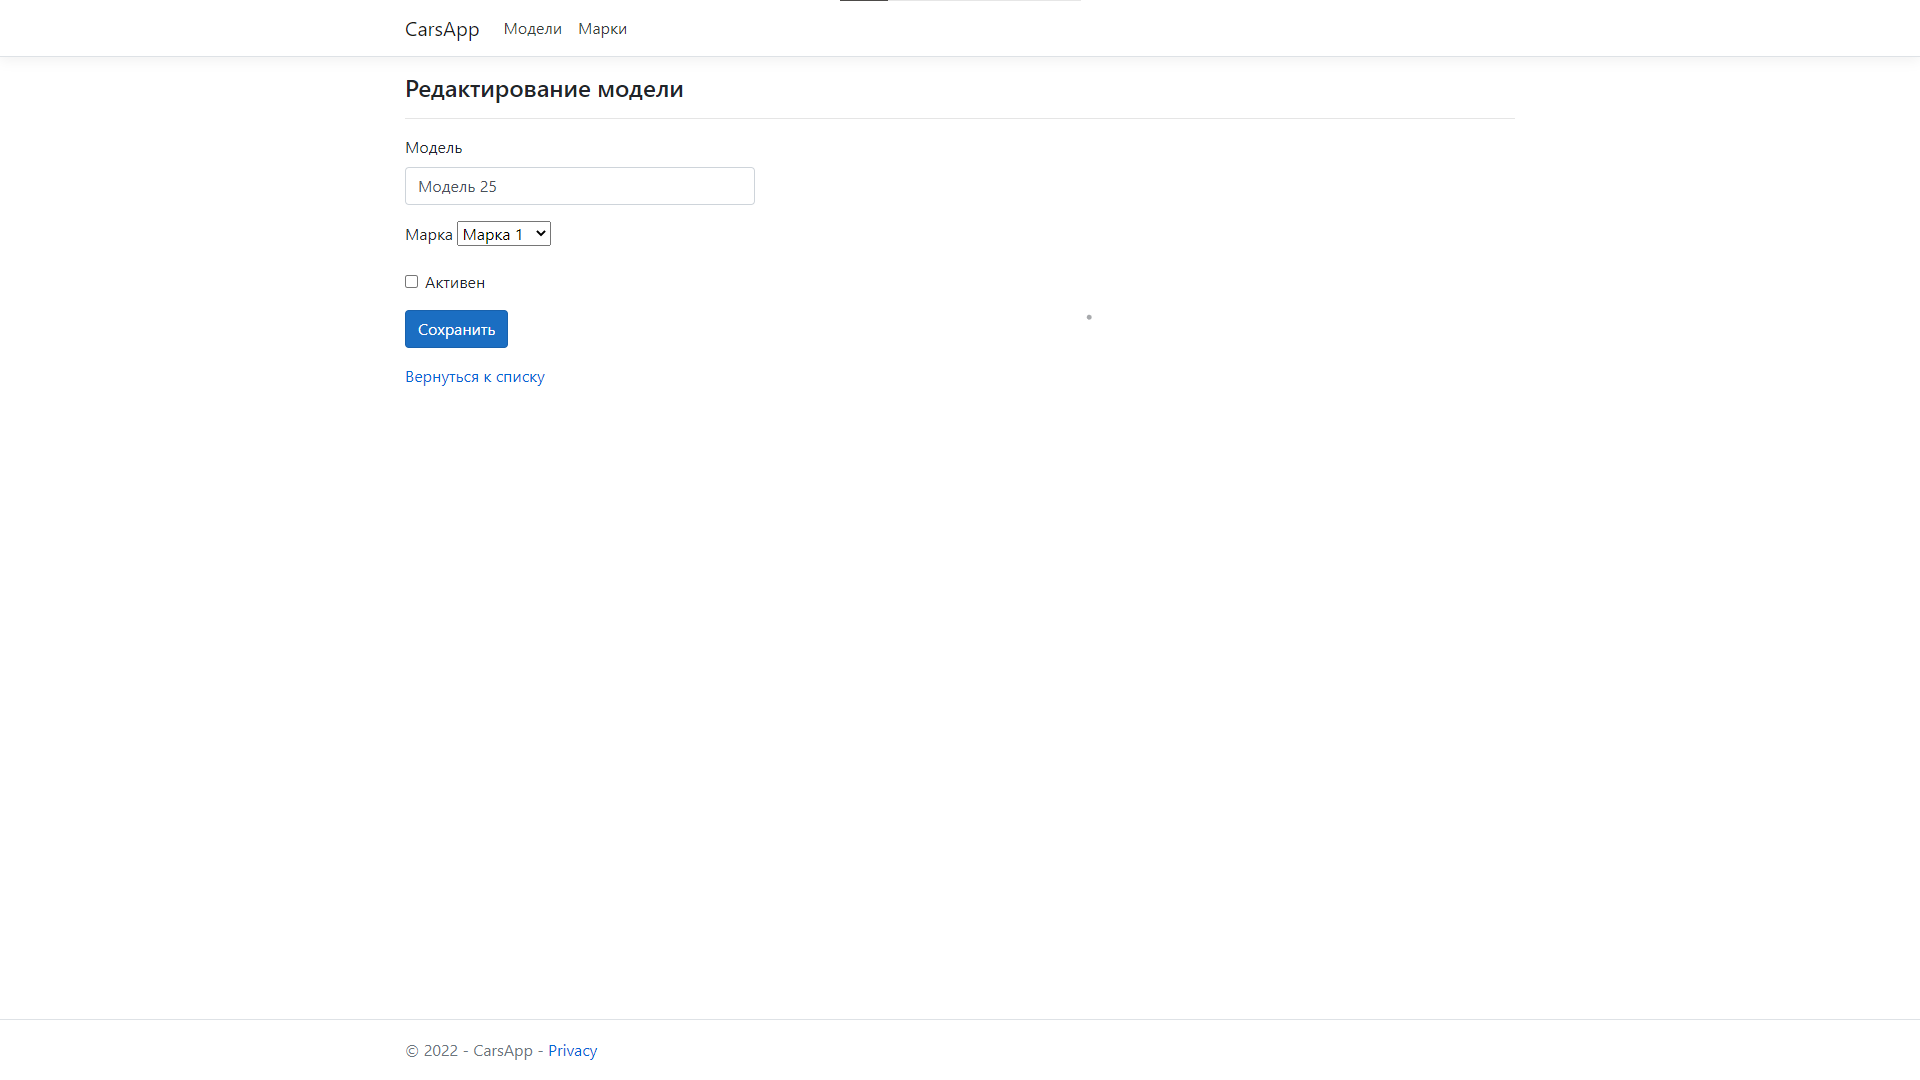 CarsApp Модели Марки
Редактирование модели
Модель
Модель 25
Марка Марка 1
Активен
Сохранить
Вернуться к списку
© 2022 - CarsApp - Privacy